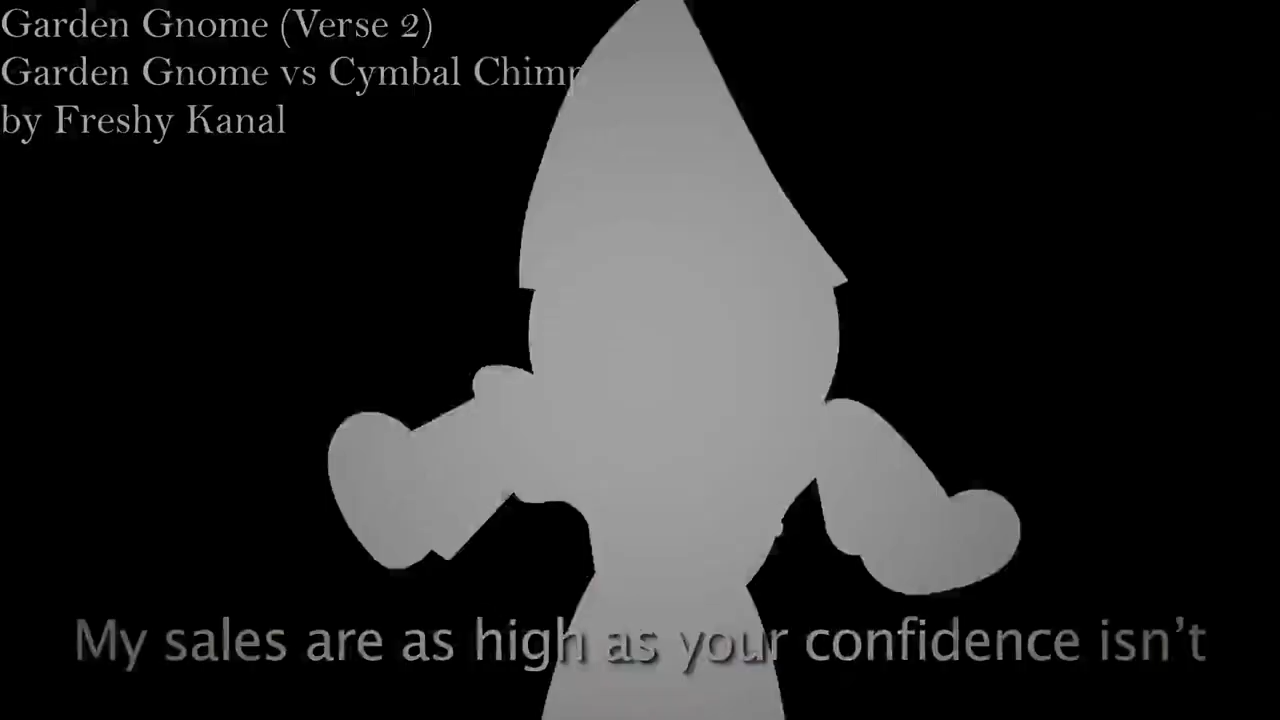 Garden Gnome (Verse 2)
Garden Gnome vs Cymbal Chimp
by Freshy Kanal
My sales are as high as your confidence isn't